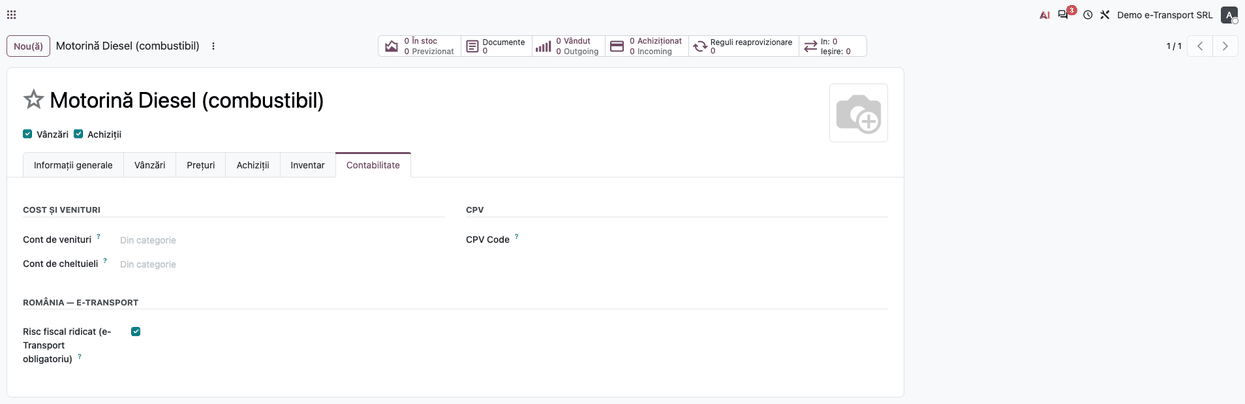 AI 3 Demo e-Transport SRL A
Nou(ă) Motorină Diesel (combustibil)
0 În stoc
0 Previzionat
Documente
0
0 Vândut
0 Outgoing
0 Achiziționat
0 Incoming
Reguli reaprovizionare
0
In: 0
Ieșire: 0
1 / 1
Motorină Diesel (combustibil)
Vânzări Achiziții
Informații generale Vânzări Prețuri Achiziții Inventar Contabilitate
COST ȘI VENITURI
Cont de venituri ? Din categorie
Cont de cheltuieli ? Din categorie
CPV
CPV Code ?
ROMÂNIA — E-TRANSPORT
Risc fiscal ridicat (e-
Transport
obligatoriu) ?